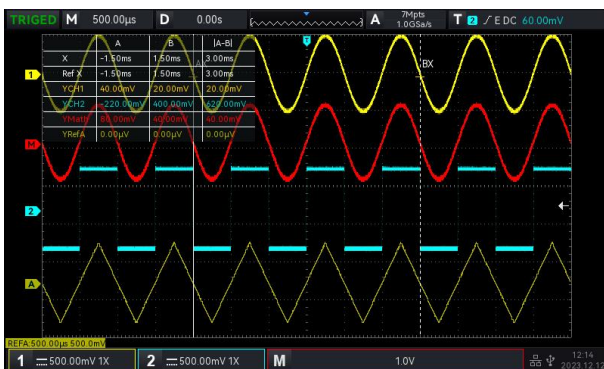 TRIGED M 500.00μs D 0.00s A 7Mpts 1.0GSa/s T 2 E DC 60.00mV
A B |A-B|
X -1.50ms 1.50ms 3.00ms
Ref X -1.50ms 1.50ms 3.00ms
YCH1 40.00mV 20.00mV 20.00mV
YCH2 -220.00mV 400.00mV 620.00mV
YMath 80.00mV 40.00mV 40.00mV
YRefA 0.00μV 0.00μV 0.00μV
A
BX
T
1
M
2
A
REFA:500.00μs 500.0mV
1 500.00mV 1X 2 500.00mV 1X M 1.0V
12:14
2023.12.12